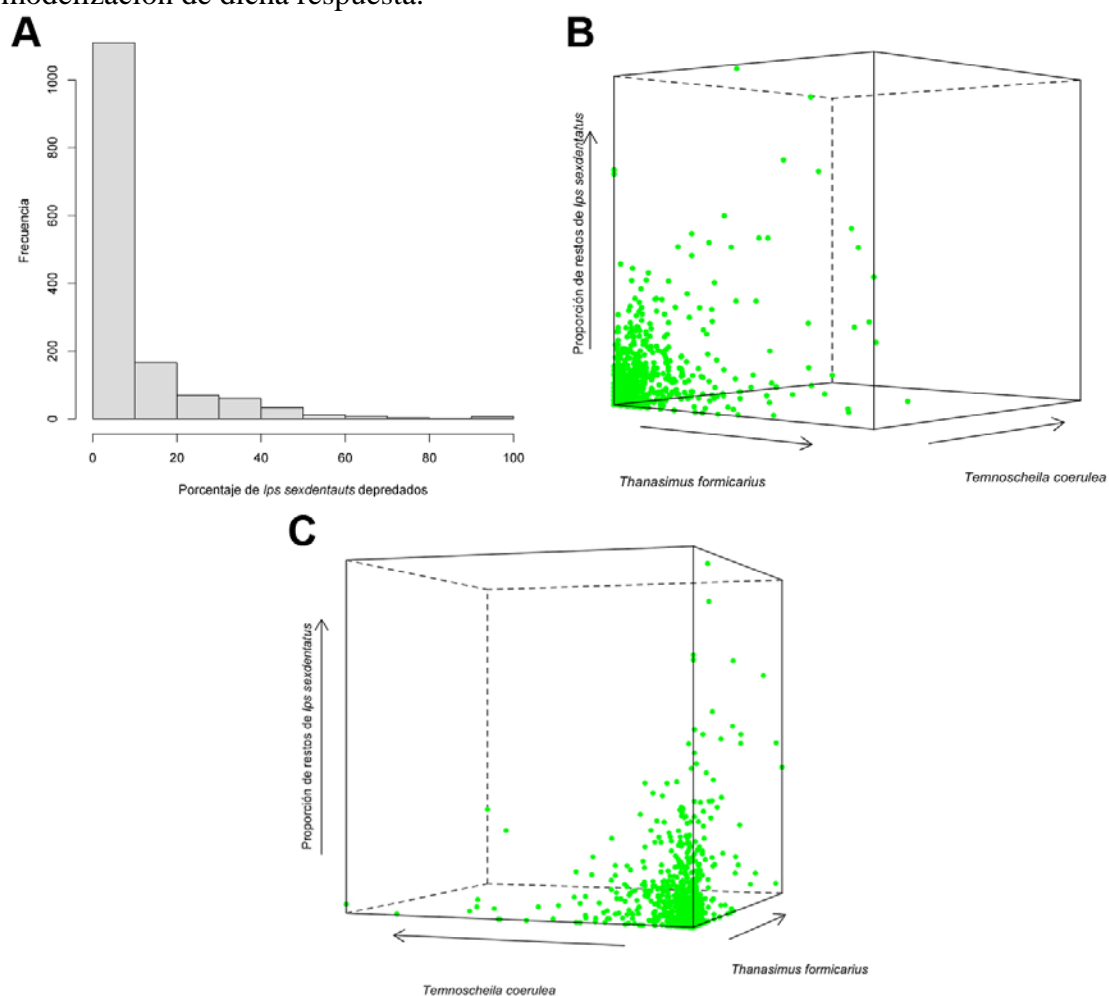 modelización de dicha respuesta.
A
B
1000
800
600
400
200
0
Frecuencia
0 20 40 60 80 100
Porcentaje de Ips sexdentauts depredados
Proporción de restos de Ips sexdentatus
Thanasimus formicarius
Temnoscheila coerulea
C
Proporción de restos de Ips sexdentatus
Thanasimus formicarius
Temnoscheila coerulea